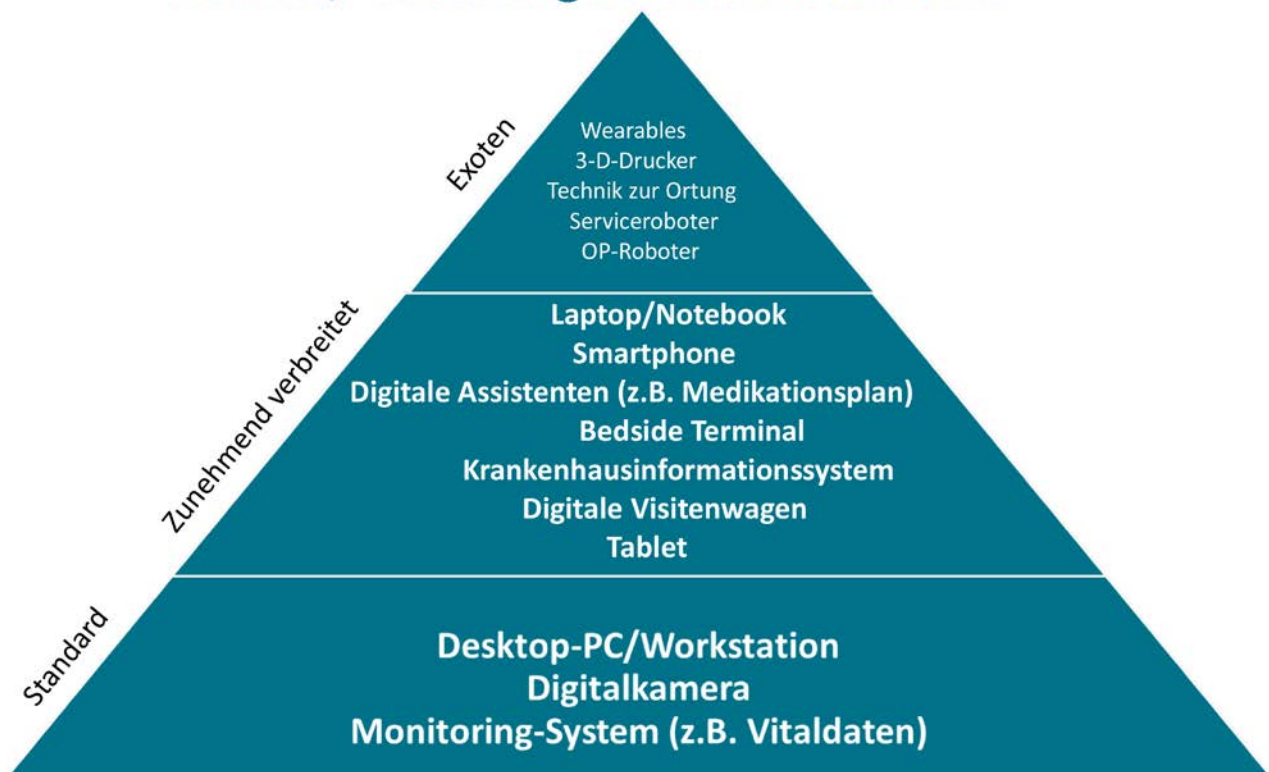 Exoten
Wearables
3-D-Drucker
Technik zur Ortung
Serviceroboter
OP-Roboter
Zunehmend verbreitet
Laptop/Notebook
Smartphone
Digitale Assistenten (z.B. Medikationsplan)
Bedside Terminal
Krankenhausinformationssystem
Digitale Visitenwagen
Tablet
Standard
Desktop-PC/Workstation
Digitalkamera
Monitoring-System (z.B. Vitaldaten)